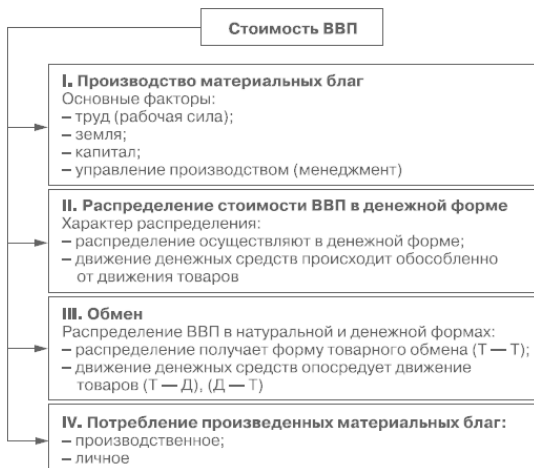 Стоимость ВВП
I. Производство материальных благ
Основные факторы:
– труд (рабочая сила);
– земля;
– капитал;
– управление производством (менеджмент)
II. Распределение стоимости ВВП в денежной форме
Характер распределения:
– распределение осуществляют в денежной форме;
– движение денежных средств происходит обособленно
от движения товаров
III. Обмен
Распределение ВВП в натуральной и денежной формах:
– распределение получает форму товарного обмена (Т — Т);
– движение денежных средств опосредует движение
товаров (Т — Д), (Д — Т)
IV. Потребление произведенных материальных благ:
– производственное;
– личное